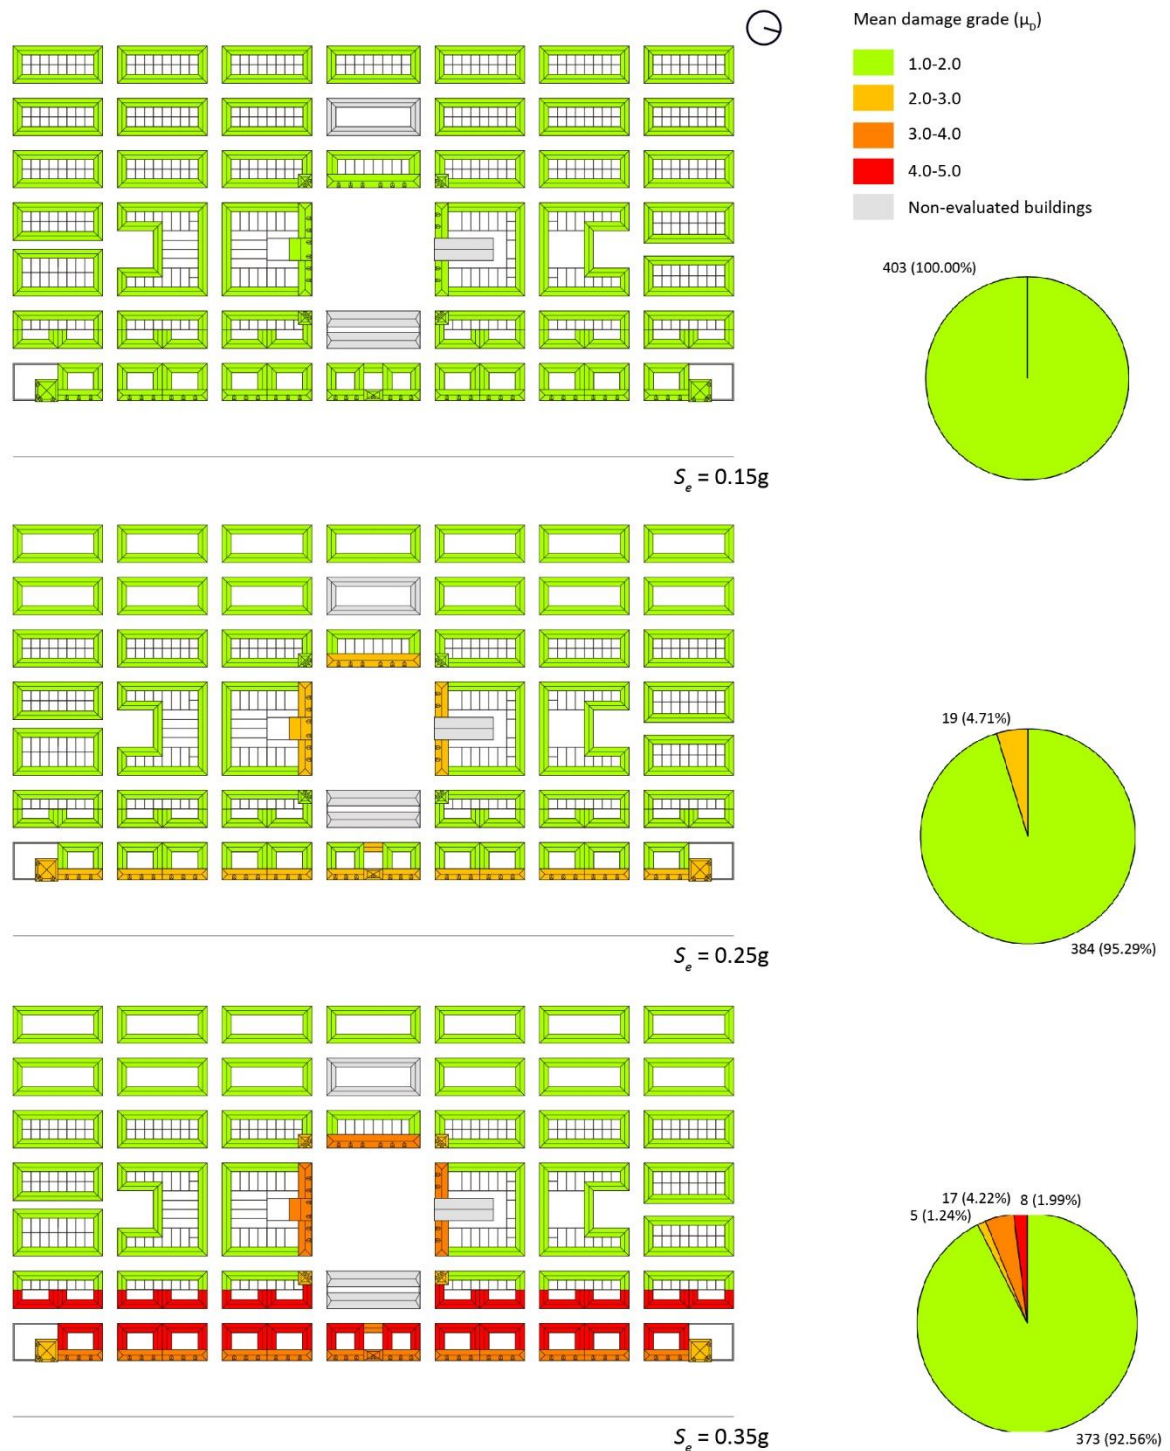 Mean damage grade (μD)
1.0-2.0
2.0-3.0
3.0-4.0
4.0-5.0
Non-evaluated buildings
403 (100.00%)
Se = 0.15g
19 (4.71%)
384 (95.29%)
Se = 0.25g
17 (4.22%)
8 (1.99%)
5 (1.24%)
373 (92.56%)
Se = 0.35g